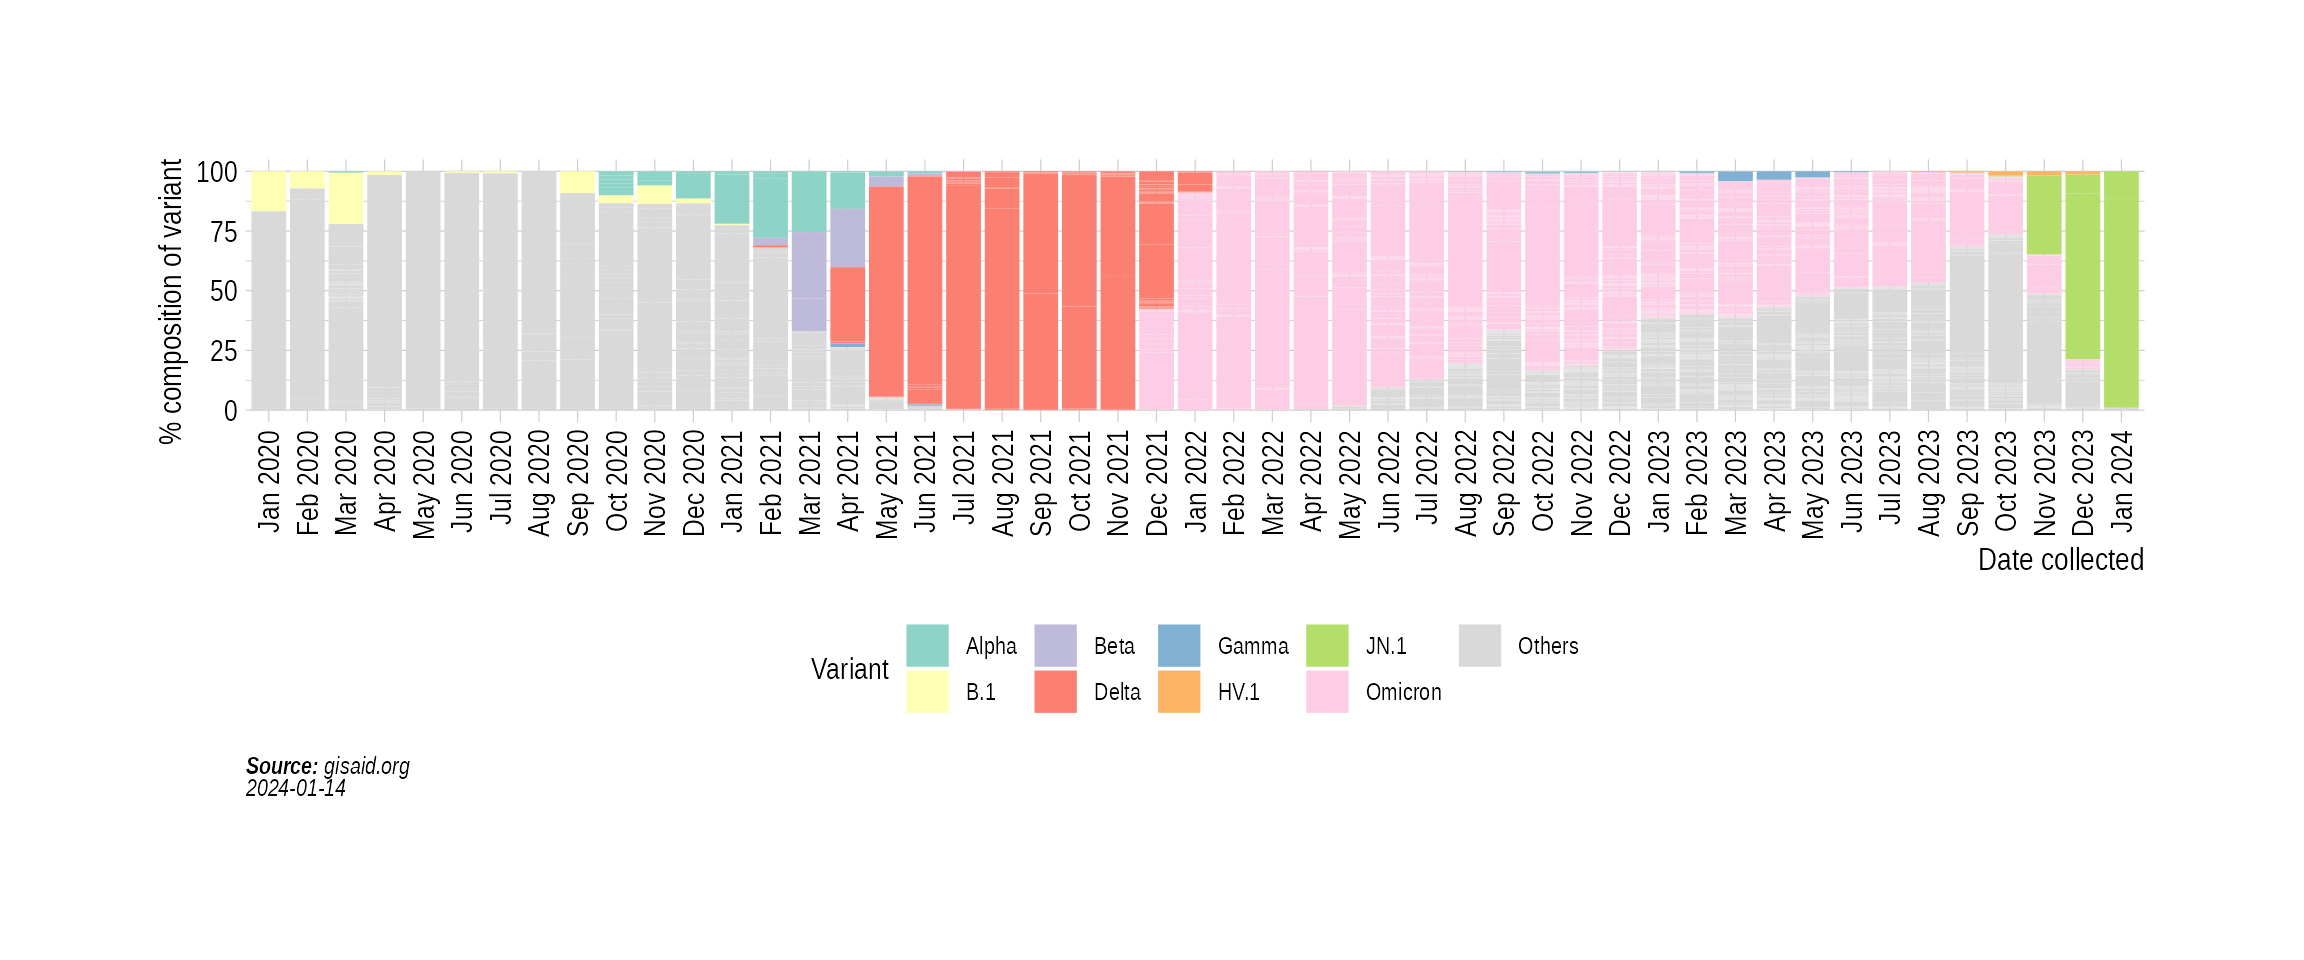 % composition of variant
100
75
50
25
0
Jan 2020
Feb 2020
Mar 2020
Apr 2020
May 2020
Jun 2020
Jul 2020
Aug 2020
Sep 2020
Oct 2020
Nov 2020
Dec 2020
Jan 2021
Feb 2021
Mar 2021
Apr 2021
May 2021
Jun 2021
Jul 2021
Aug 2021
Sep 2021
Oct 2021
Nov 2021
Dec 2021
Jan 2022
Feb 2022
Mar 2022
Apr 2022
May 2022
Jun 2022
Jul 2022
Aug 2022
Sep 2022
Oct 2022
Nov 2022
Dec 2022
Jan 2023
Feb 2023
Mar 2023
Apr 2023
May 2023
Jun 2023
Jul 2023
Aug 2023
Sep 2023
Oct 2023
Nov 2023
Dec 2023
Jan 2024
Date collected
Variant
Alpha
Beta
Gamma
JN.1
Others
B.1
Delta
HV.1
Omicron
Source: gisaid.org
2024-01-14